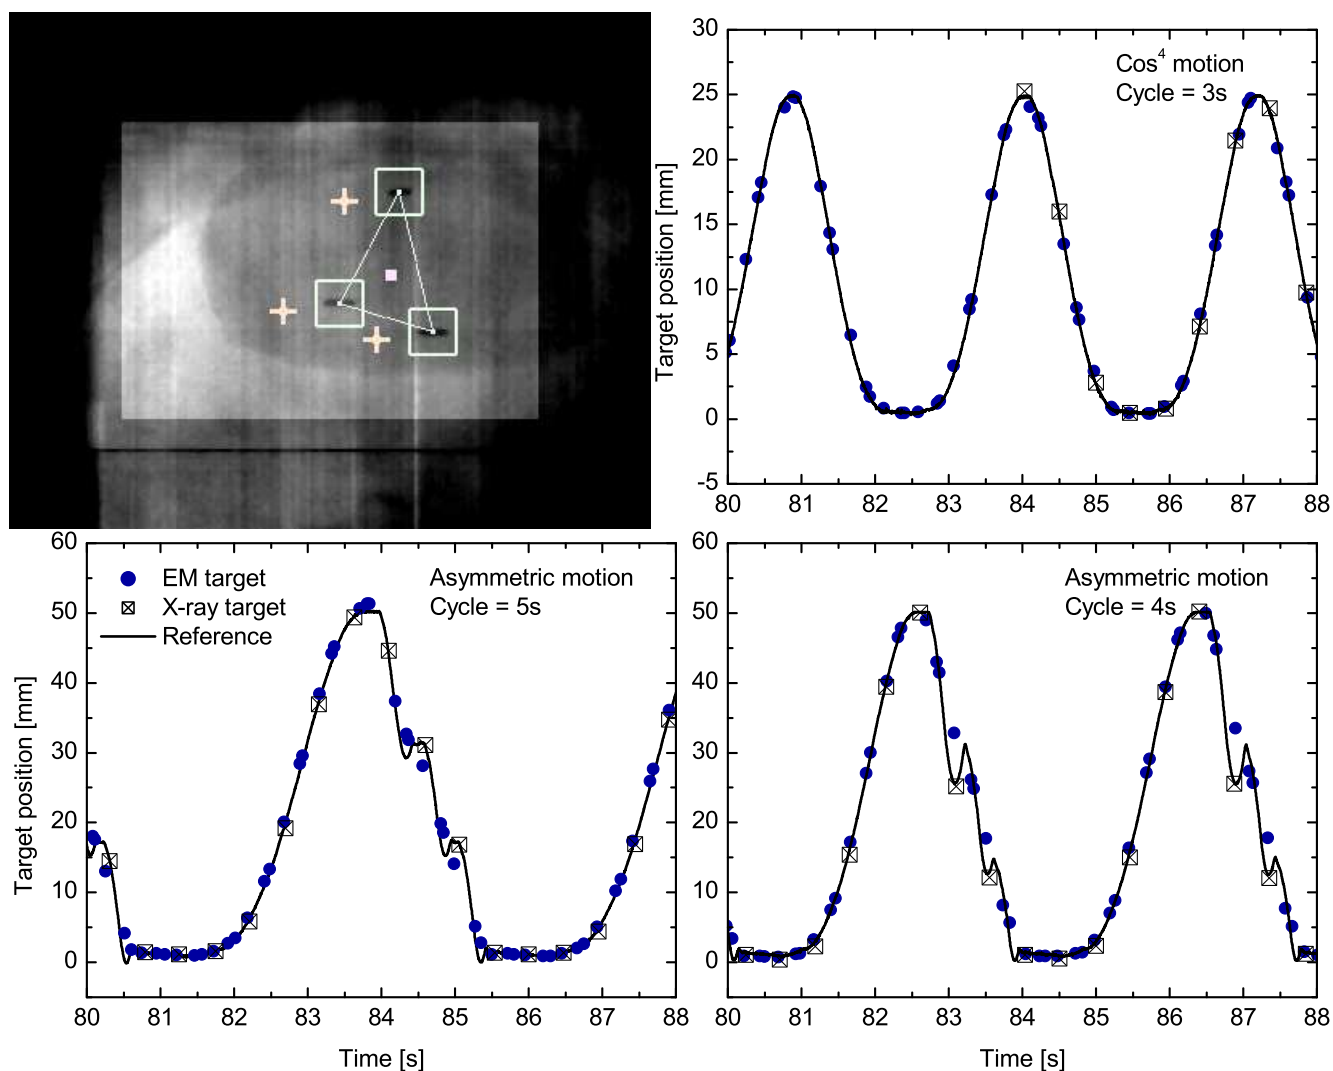 30
25
20
15
10
5
0
-5
Target position [mm]
Cos⁴ motion
Cycle = 3s
80 81 82 83 84 85 86 87 88
60
50
40
30
20
10
0
Target position [mm]
EM target
X-ray target
Reference
Asymmetric motion
Cycle = 5s
80 81 82 83 84 85 86 87 88
Time [s]
60
50
40
30
20
10
0
Asymmetric motion
Cycle = 4s
80 81 82 83 84 85 86 87 88
Time [s]